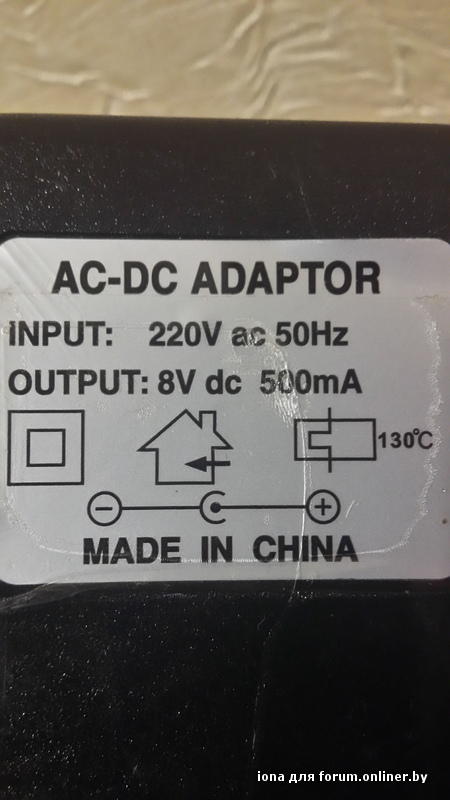 AC-DC ADAPTOR
INPUT: 220V ac 50Hz
OUTPUT: 8V dc 500mA
130°C
− +
MADE IN CHINA
iona для forum.onliner.by